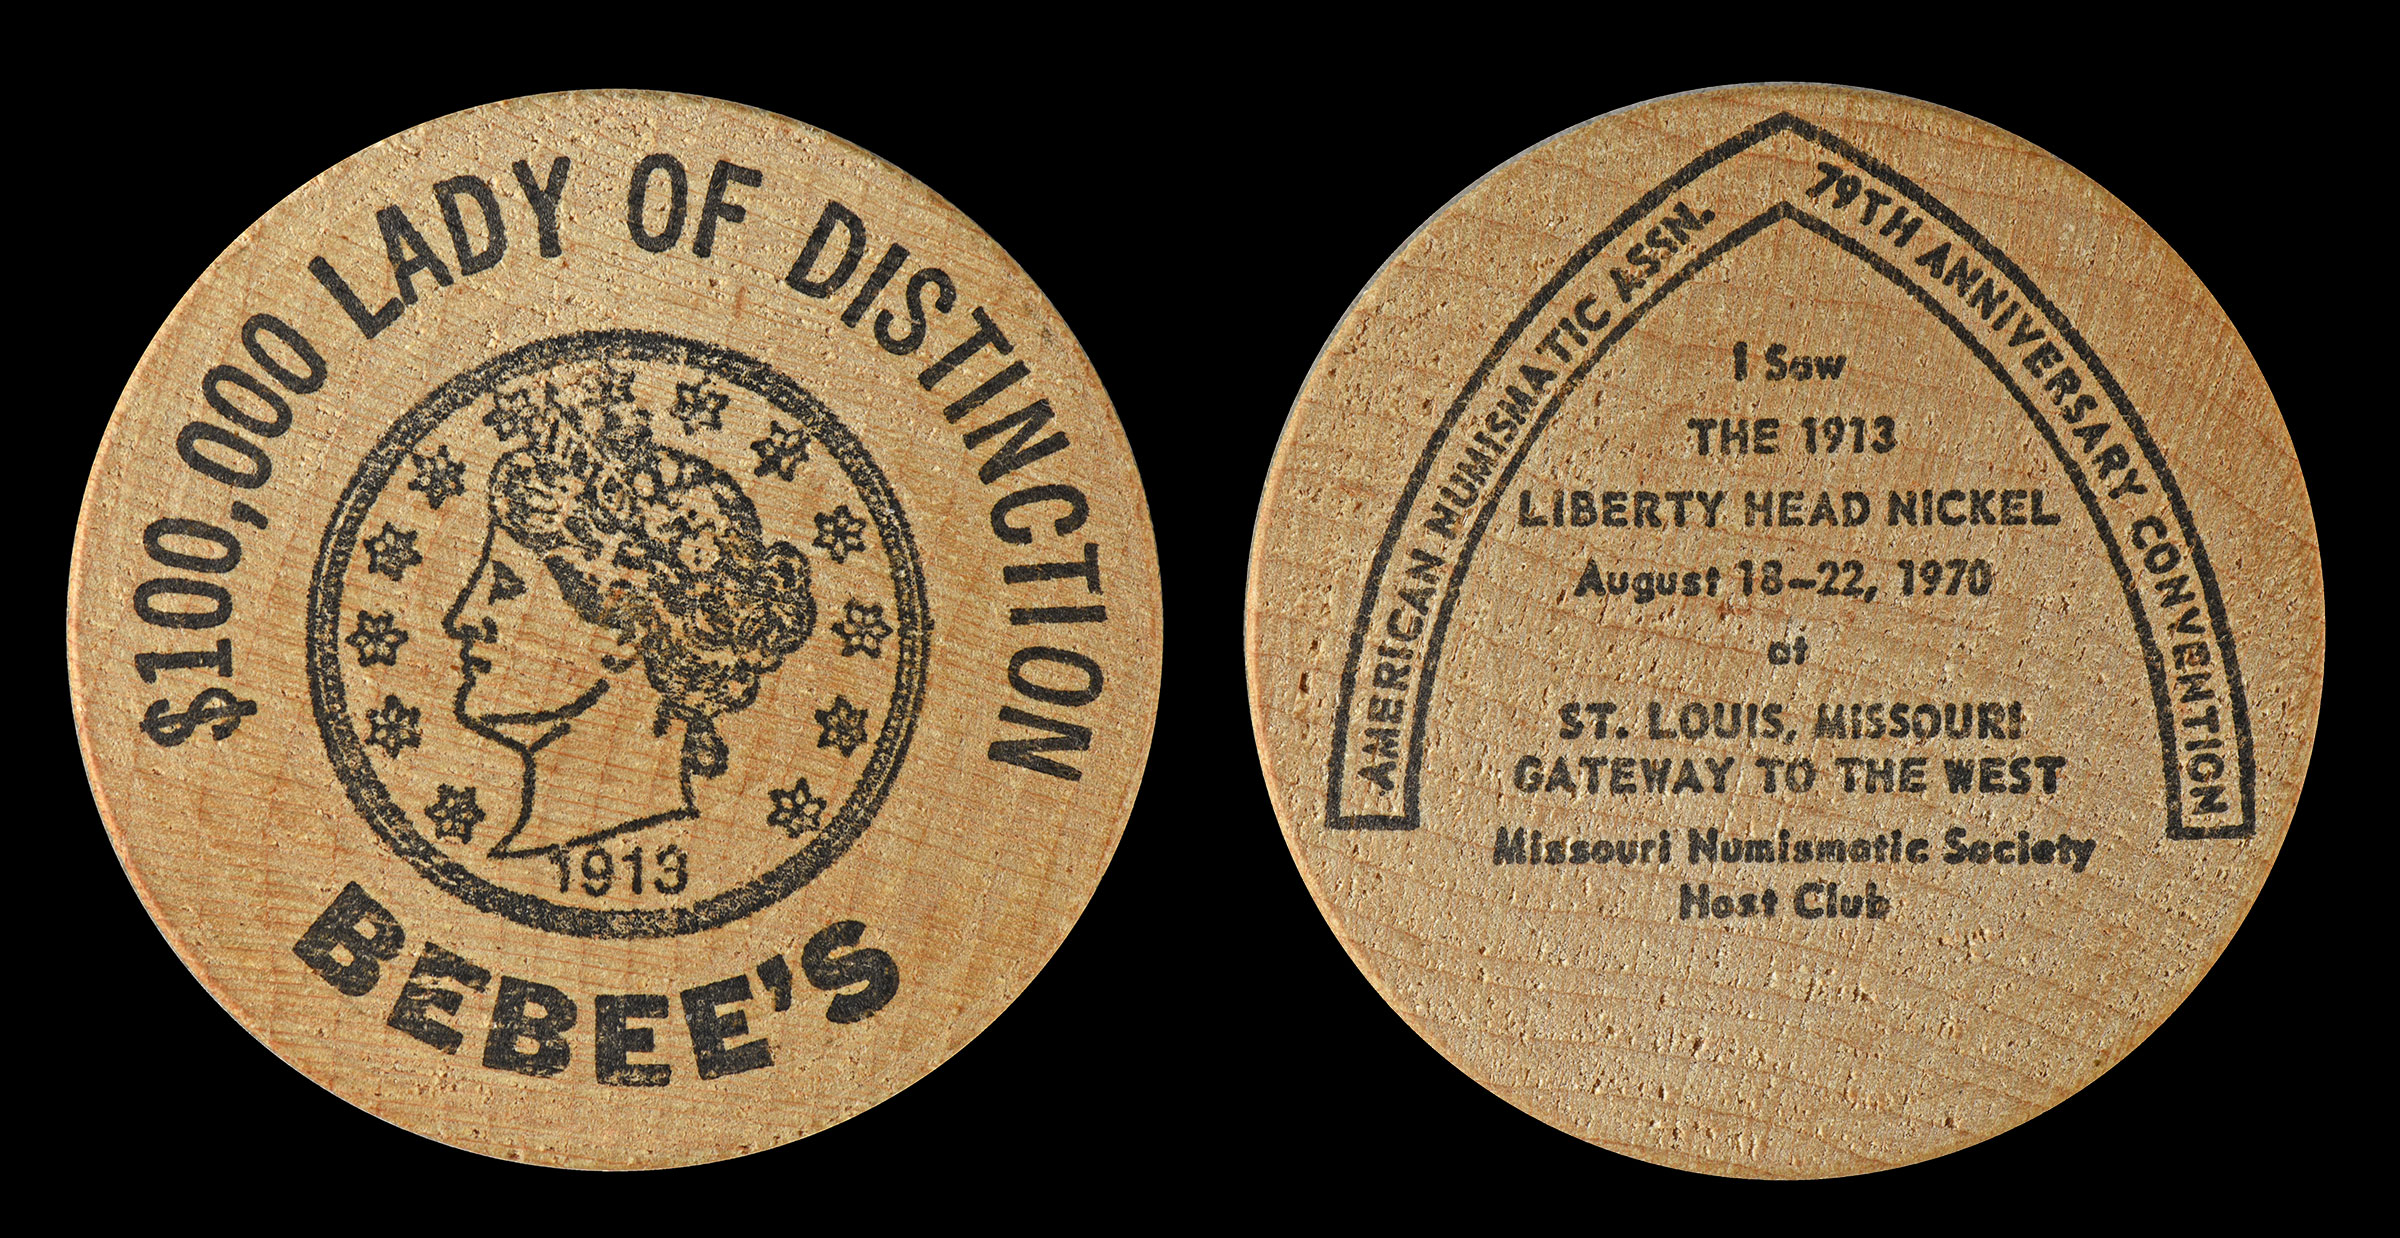 $100,000 LADY OF DISTINCTION
1913
BEBEE'S
AMERICAN NUMISMATIC ASSN.
79TH ANNIVERSARY CONVENTION
I Saw
THE 1913
LIBERTY HEAD NICKEL
August 18–22, 1970
at
ST. LOUIS, MISSOURI
GATEWAY TO THE WEST
Missouri Numismatic Society
Host Club